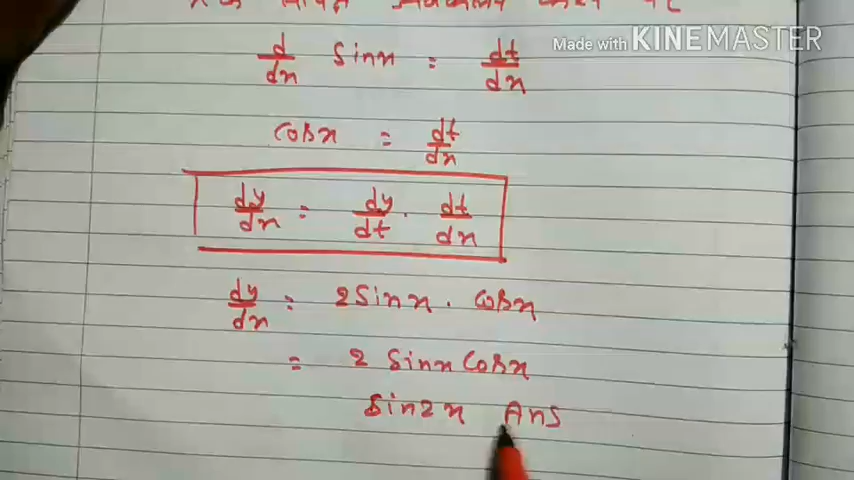 d/dx Sinx = dt/dx
Made with KINEMASTER
Cosx = dt/dx
dy/dx = dy/dt . dt/dx
dy/dx = 2Sinx . Cosx
= 2 Sinx Cosx
Sin2x Ans